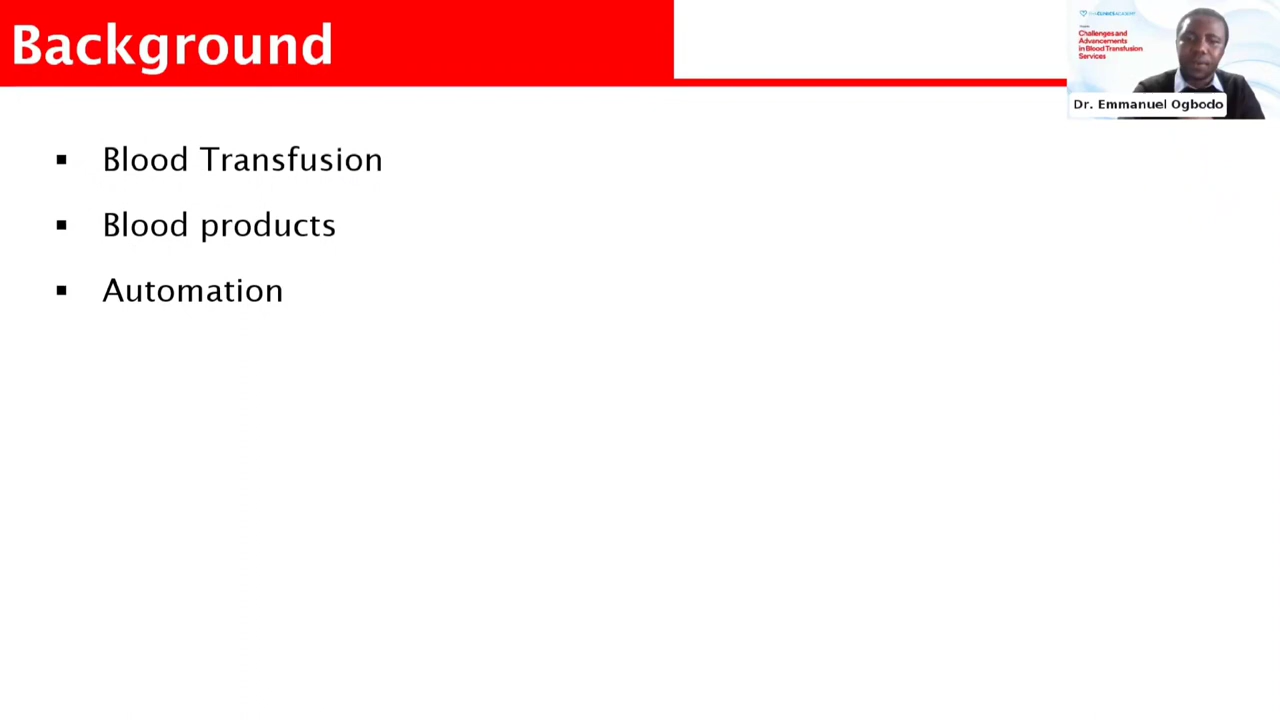 Background
Challenges and
Advancements
in Blood Transfusion
Services
Dr. Emmanuel Ogbodo
▪ Blood Transfusion
▪ Blood products
▪ Automation